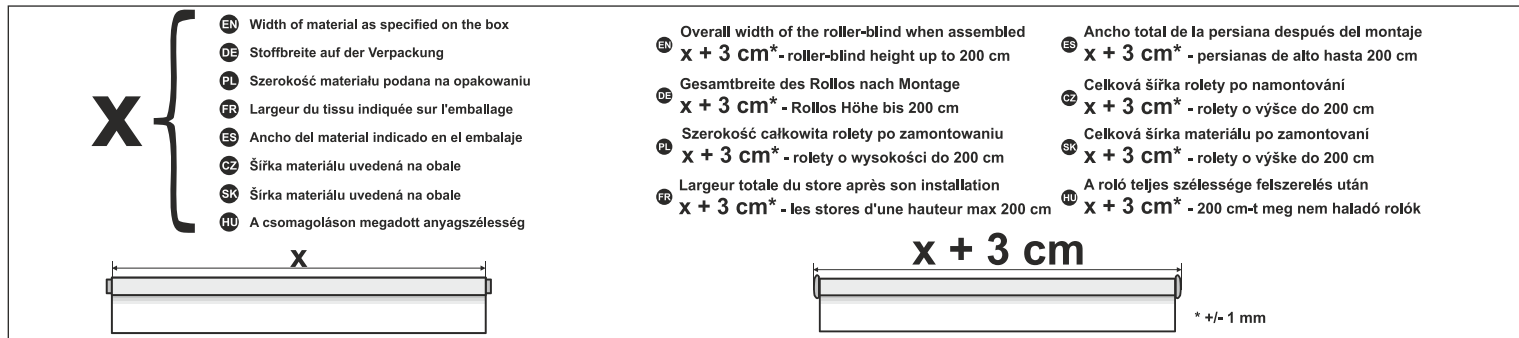 X
EN Width of material as specified on the box
DE Stoffbreite auf der Verpackung
PL Szerokość materiału podana na opakowaniu
FR Largeur du tissu indiquée sur l'emballage
ES Ancho del material indicado en el embalaje
CZ Šířka materiálu uvedená na obale
SK Šírka materiálu uvedená na obale
HU A csomagoláson megadott anyagszélesség
x
EN Overall width of the roller-blind when assembled
x + 3 cm* - roller-blind height up to 200 cm
DE Gesamtbreite des Rollos nach Montage
x + 3 cm* - Rollos Höhe bis 200 cm
PL Szerokość całkowita rolety po zamontowaniu
x + 3 cm* - rolety o wysokości do 200 cm
FR Largeur totale du store après son installation
x + 3 cm* - les stores d'une hauteur max 200 cm
ES Ancho total de la persiana después del montaje
x + 3 cm* - persianas de alto hasta 200 cm
CZ Celková šířka rolety po namontování
x + 3 cm* - rolety o výšce do 200 cm
SK Celková šírka materiálu po zamontovaní
x + 3 cm* - rolety o výške do 200 cm
HU A roló teljes szélessége felszerelés után
x + 3 cm* - 200 cm-t meg nem haladó rolók
x + 3 cm
* +/- 1 mm